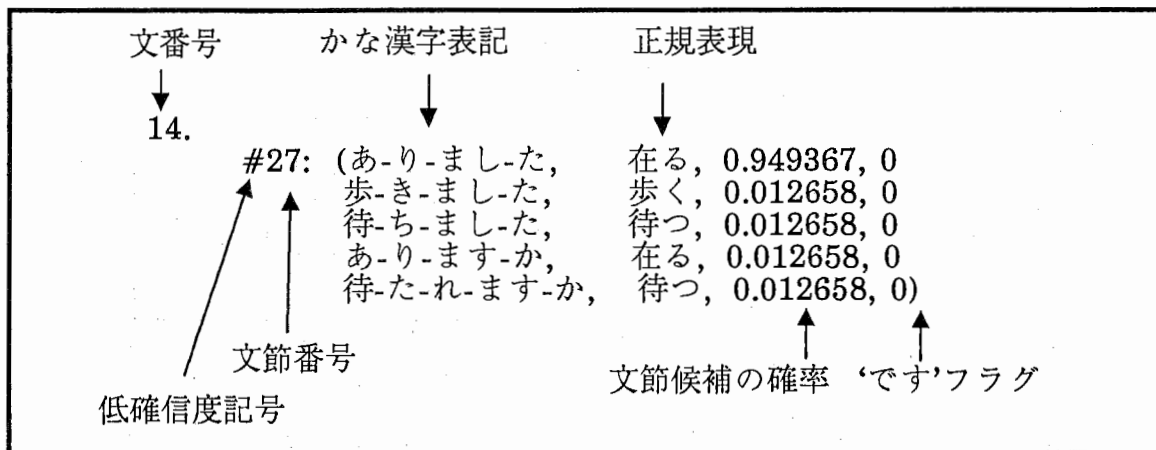 文番号 かな漢字表記 正規表現
14.
#27: (あ-り-まし-た, 在る, 0.949367, 0
歩-き-まし-た, 歩く, 0.012658, 0
待-ち-まし-た, 待つ, 0.012658, 0
あ-り-ます-か, 在る, 0.012658, 0
待-た-れ-ます-か, 待つ, 0.012658, 0)
文節番号
文節候補の確率 ‘です’フラグ
低確信度記号